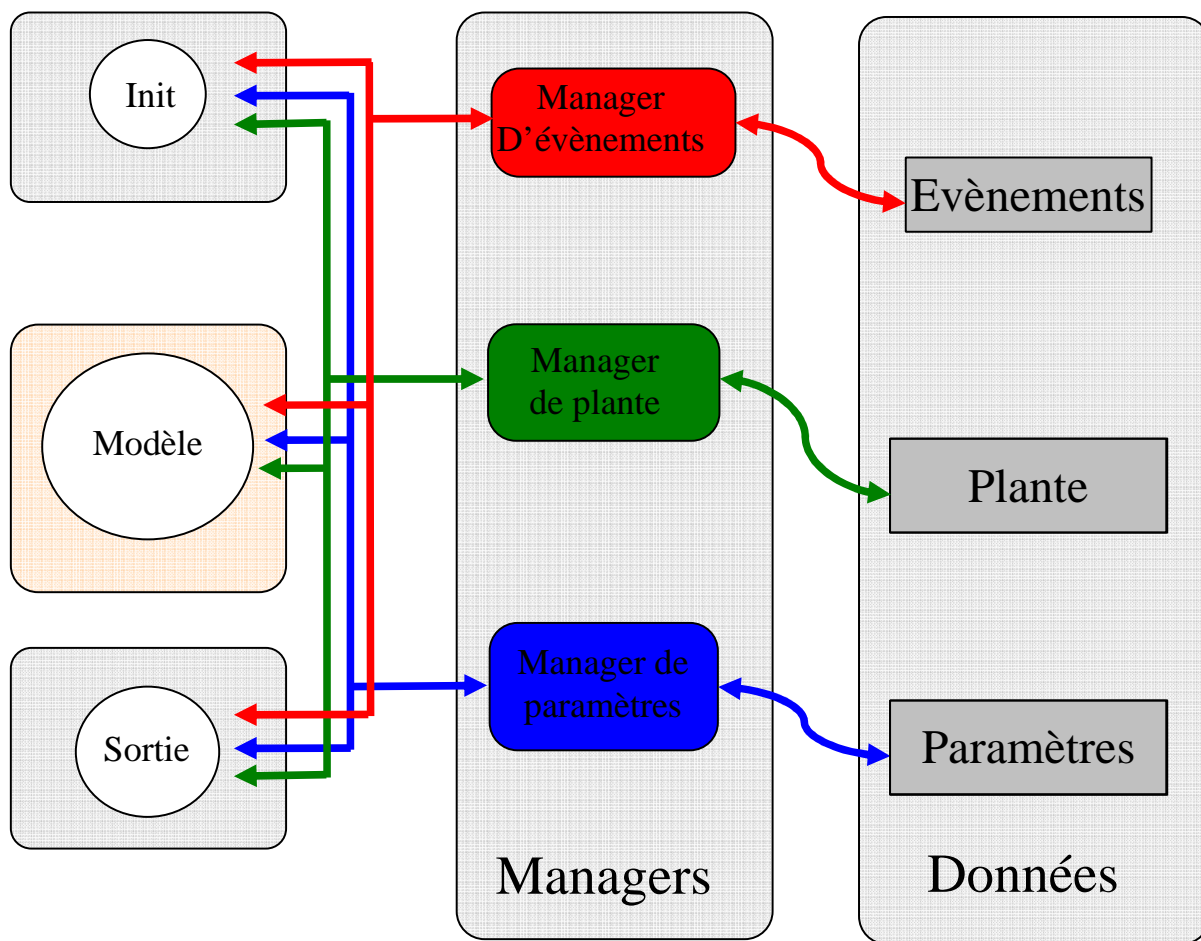 Init
Manager
D'évènements
Evènements
Modèle
Manager
de plante
Plante
Sortie
Manager de
paramètres
Paramètres
Managers
Données